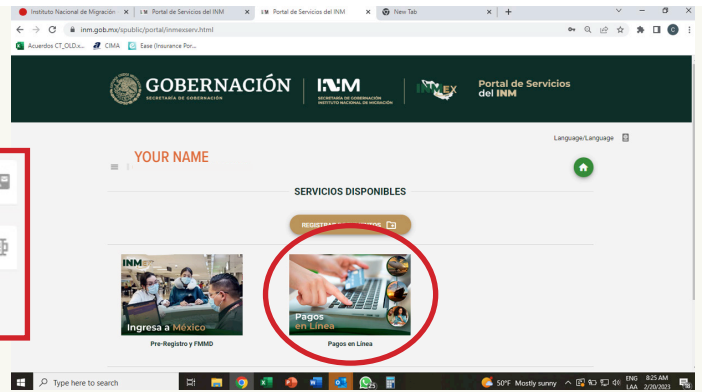 Instituto Nacional de Migración
Portal de Servicios del INM
Portal de Servicios del INM
New Tab
inm.gob.mx/spublic/portal/inmexserv.html
Acuerdos CT_OLD.x...
CIMA
Ease (Insurance Por...
GOBERNACIÓN
SECRETARÍA DE GOBERNACIÓN
INM
SECRETARÍA DE GOBERNACIÓN
INSTITUTO NACIONAL DE MIGRACIÓN
INMEX
Portal de Servicios
del INM
Language/Language
YOUR NAME
SERVICIOS DISPONIBLES
INM
Ingresa a México
Pagos
en Línea
Pre-Registro y FMMD
Pagos en Línea
Type here to search
50°F Mostly sunny
ENG
LAA
8:25 AM
2/20/2023